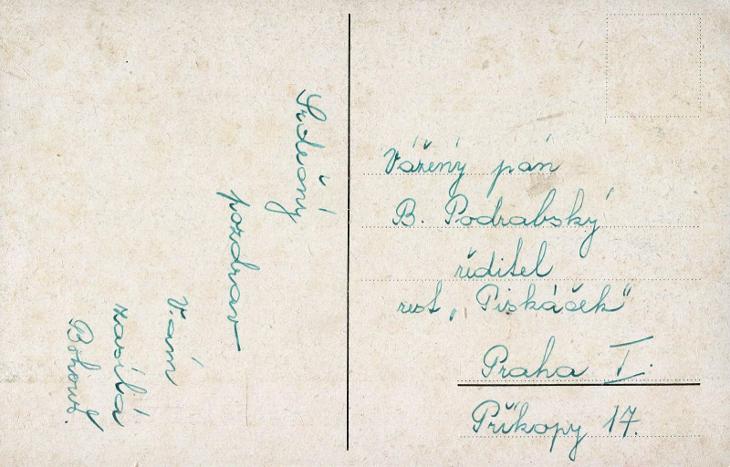 Srdečný
pozdrav
Vám
zasílá
Bohouš.
Vážený pán
B. Podrabský
ředitel
rest „Piskáček"
Praha I.
Příkopy 17.